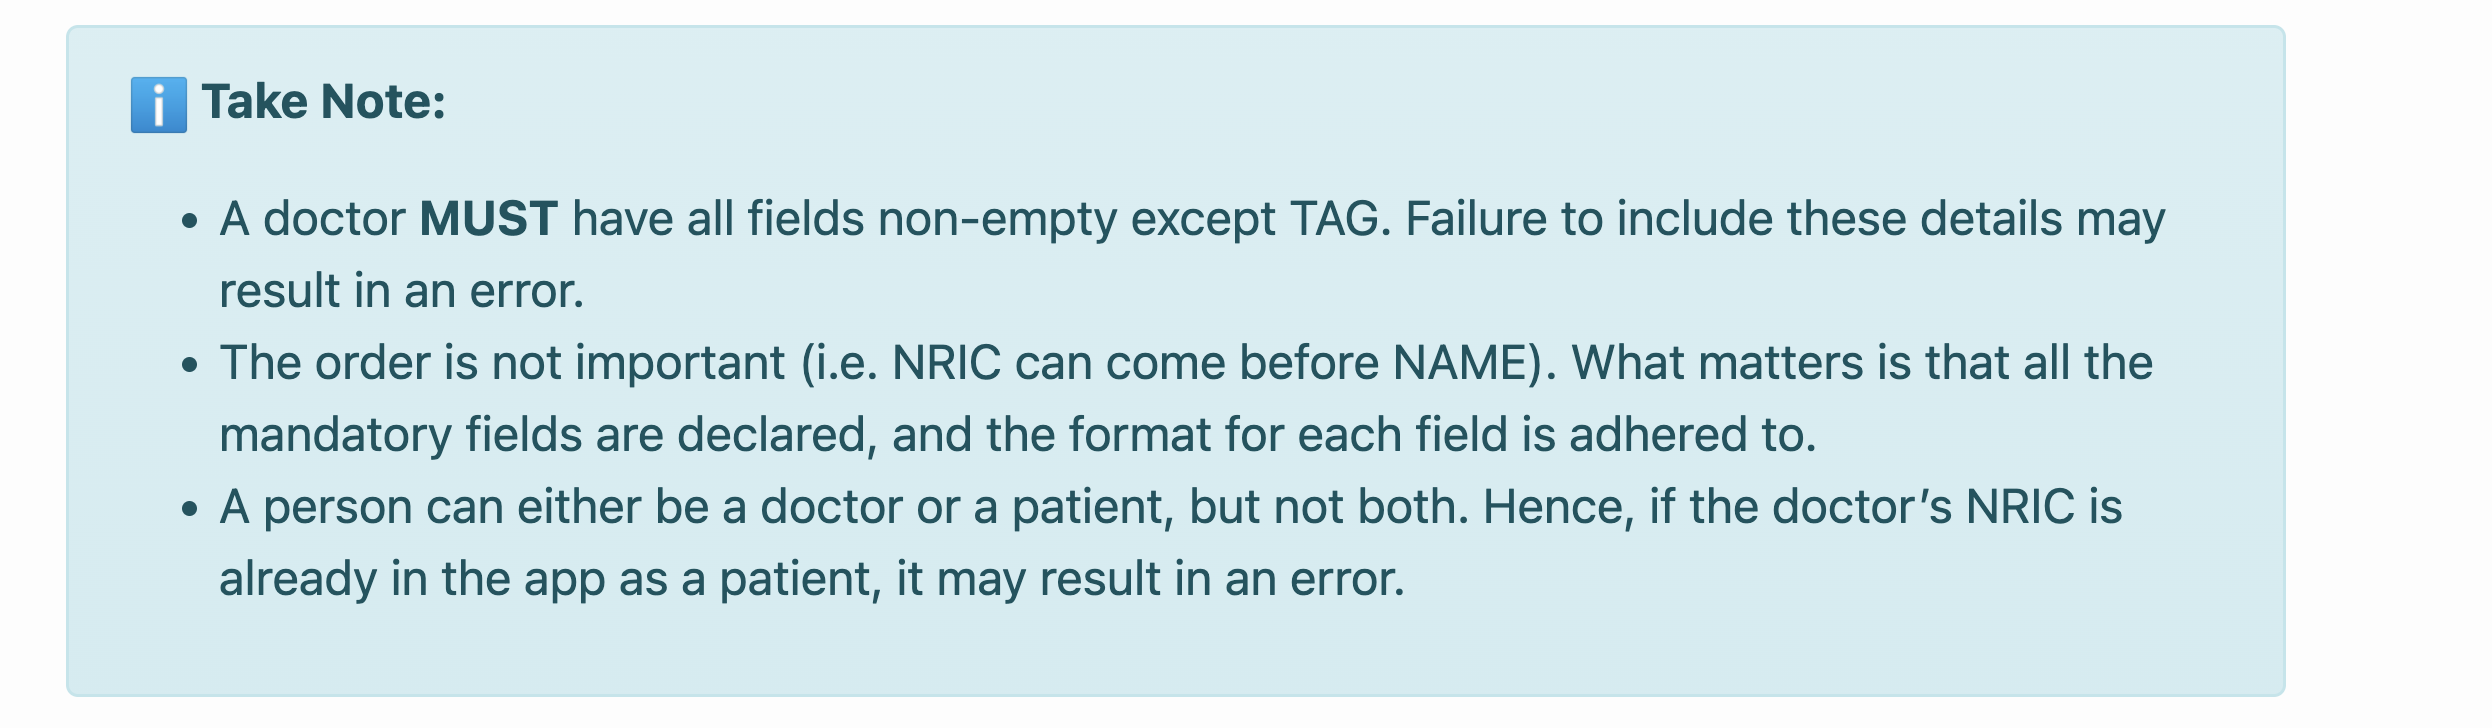 ℹ️ Take Note:
• A doctor MUST have all fields non-empty except TAG. Failure to include these details may
result in an error.
• The order is not important (i.e. NRIC can come before NAME). What matters is that all the
mandatory fields are declared, and the format for each field is adhered to.
• A person can either be a doctor or a patient, but not both. Hence, if the doctor’s NRIC is
already in the app as a patient, it may result in an error.